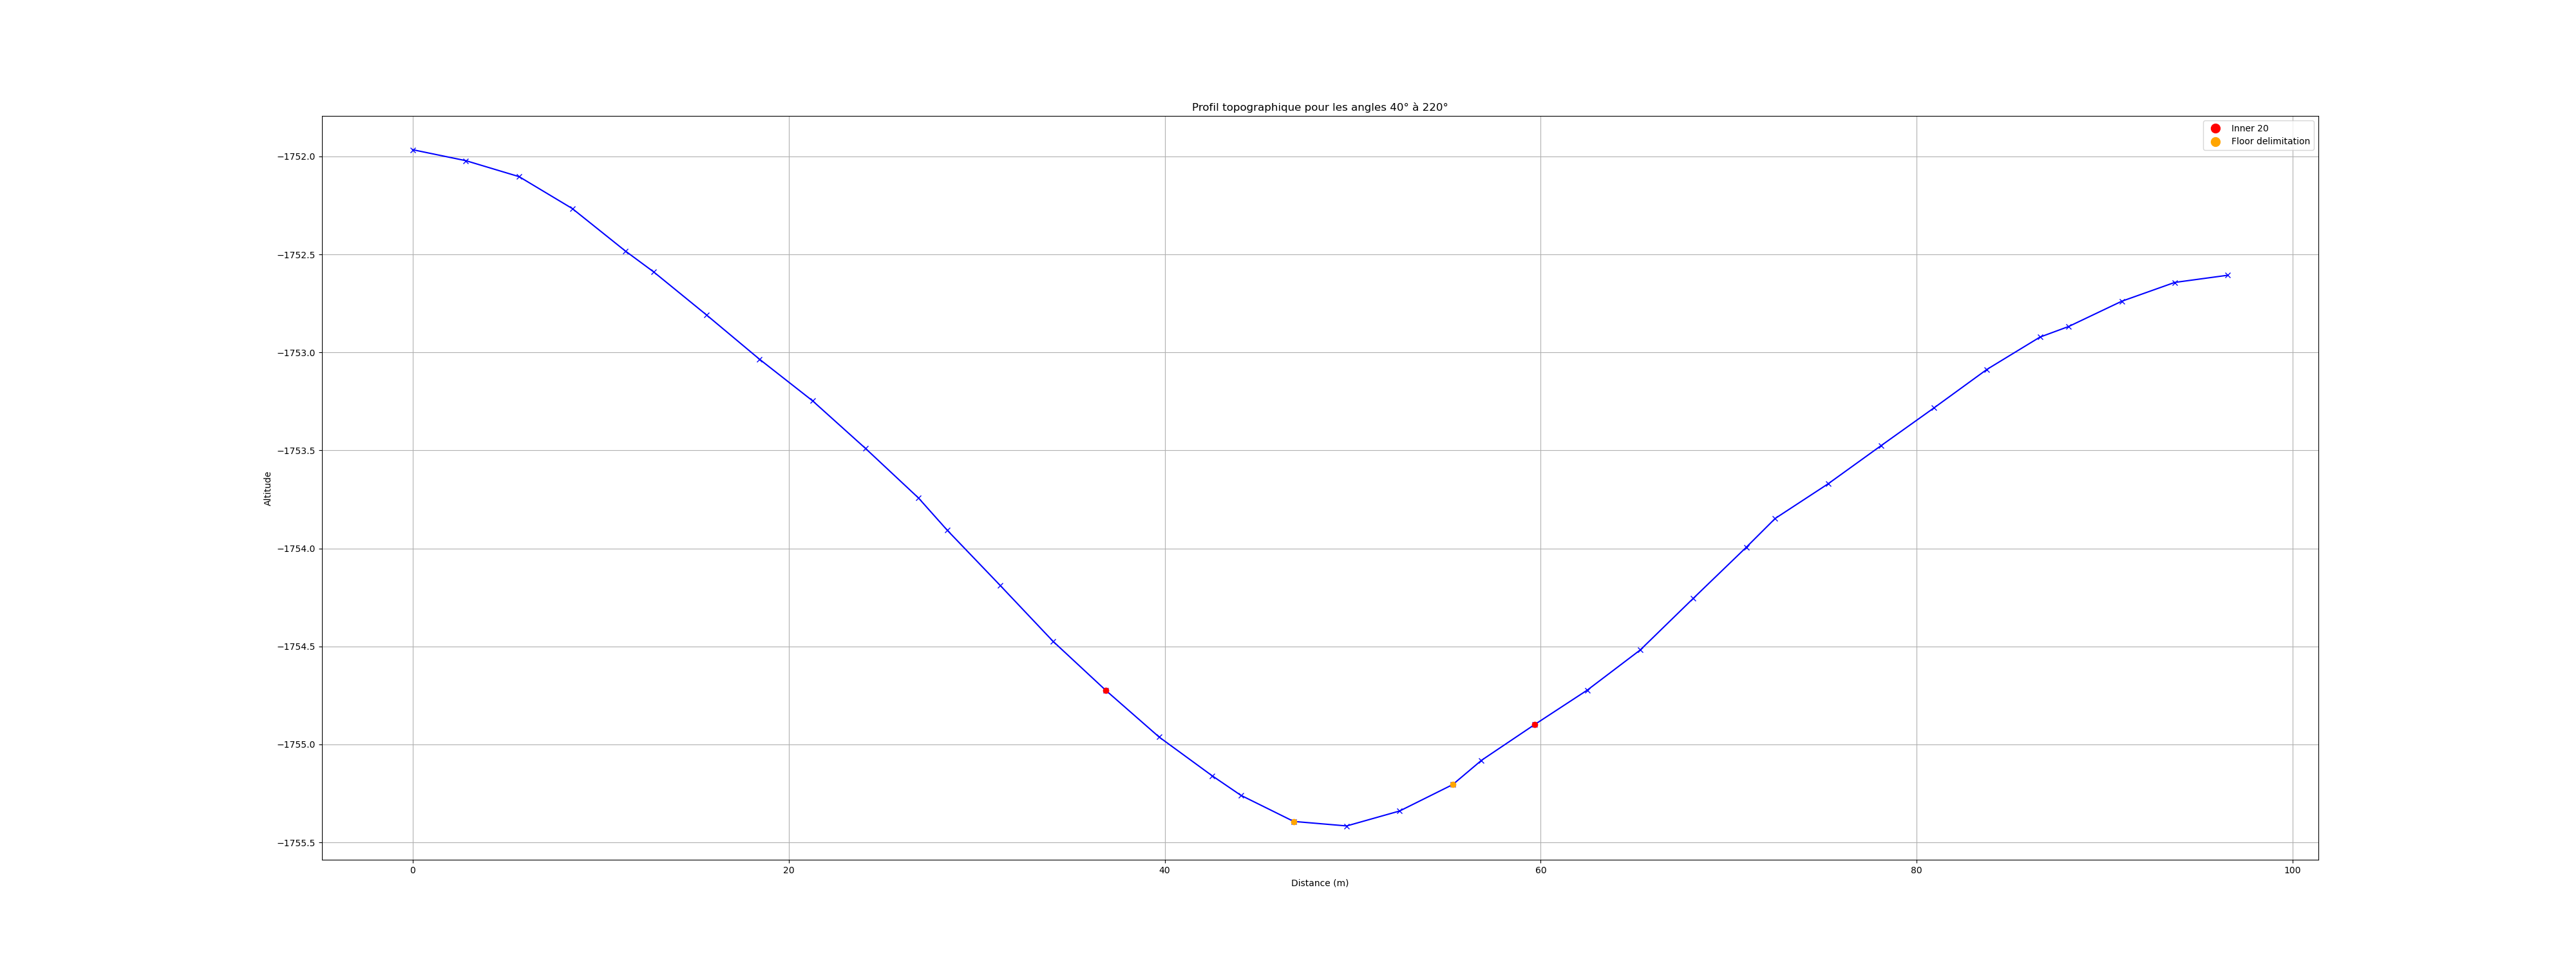 Profil topographique pour les angles 40° à 220°
Inner 20
Floor delimitation
−1752.0
−1752.5
−1753.0
−1753.5
−1754.0
−1754.5
−1755.0
−1755.5
Altitude
0 20 40 60 80 100
Distance (m)